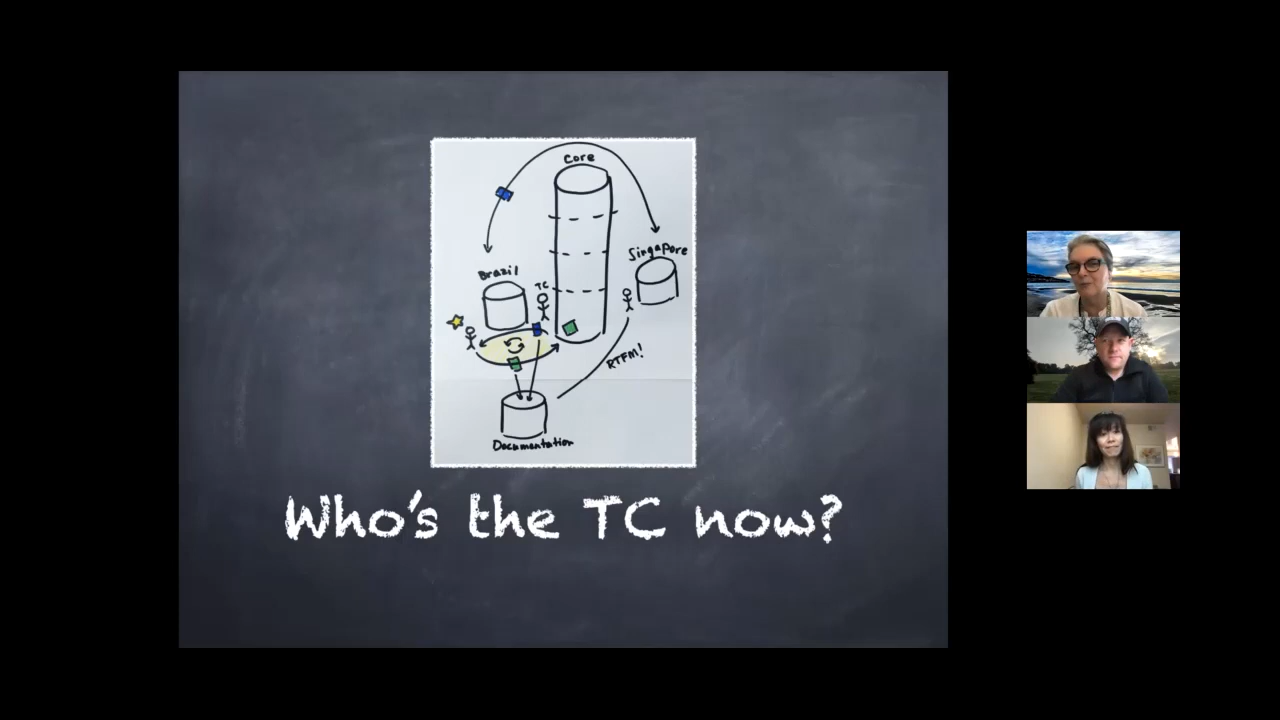 Core
Singapore
Brazil
TC
RTFM!
Documentation
Who's the TC now?